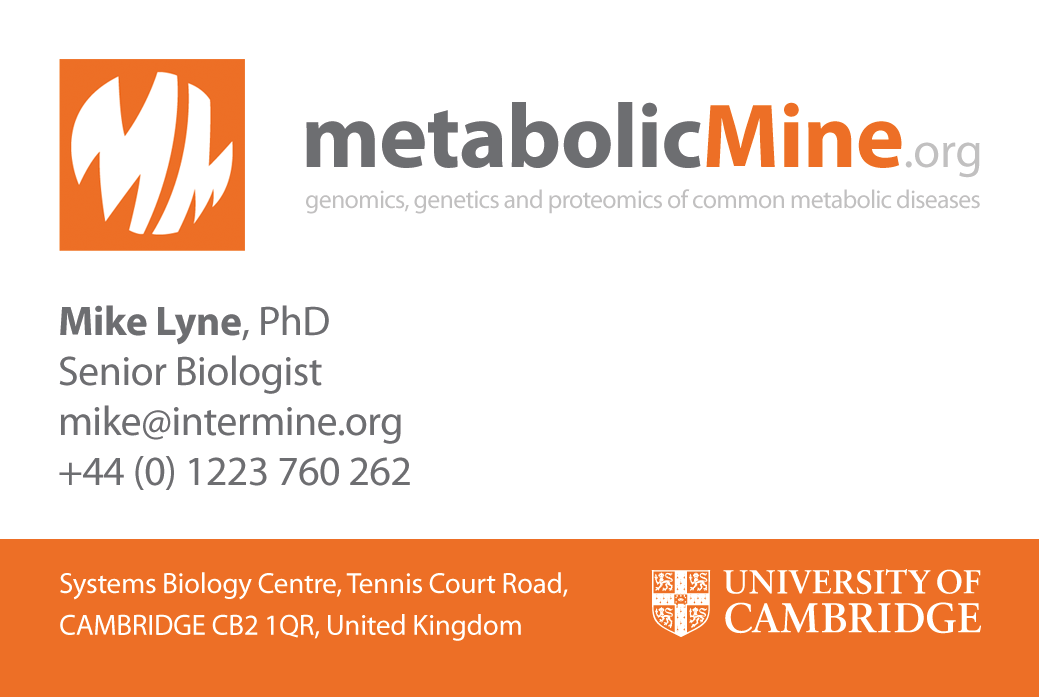 metabolicMine.org
genomics, genetics and proteomics of common metabolic diseases
Mike Lyne, PhD
Senior Biologist
mike@intermine.org
+44 (0) 1223 760 262
Systems Biology Centre, Tennis Court Road,
CAMBRIDGE CB2 1QR, United Kingdom
UNIVERSITY OF
CAMBRIDGE